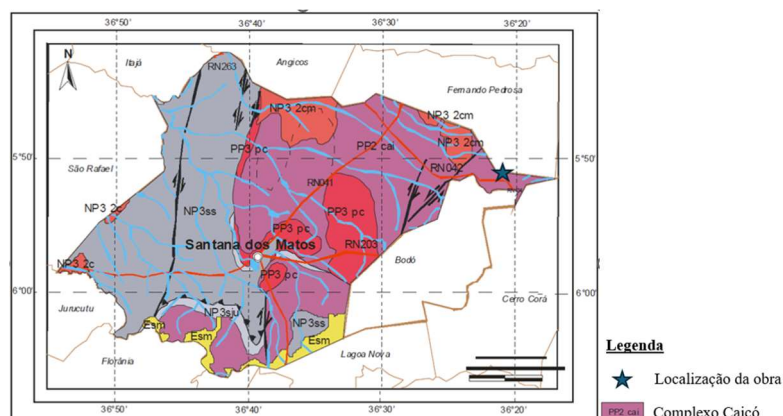 36°50' 36°40' 36°30' 36°20'
N
Itajá
RN263
Angicos
Fernando Pedrosa
NP3 2cm
NP3 2cm
PP3 pc
PP2 cai
NP3 2cm
5°50'
5°50'
São Rafael
RN041
RN042
NP3 2c
NP3ss
PP3 pc
PP3 pc
Santana dos Matos
RN203
Bodó
NP3 2c
PP3 pc
6°00'
6°00'
Cerro Corá
Jurucutu
NP3sju
NP3ss
Esm
Esm
Esm
Florânia
Lagoa Nova
36°50' 36°40' 36°30' 36°20'
Legenda
Localização da obra
PP2 cai Complexo Caicó